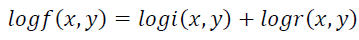 logf(x, y) = logi(x, y) + logr(x, y)